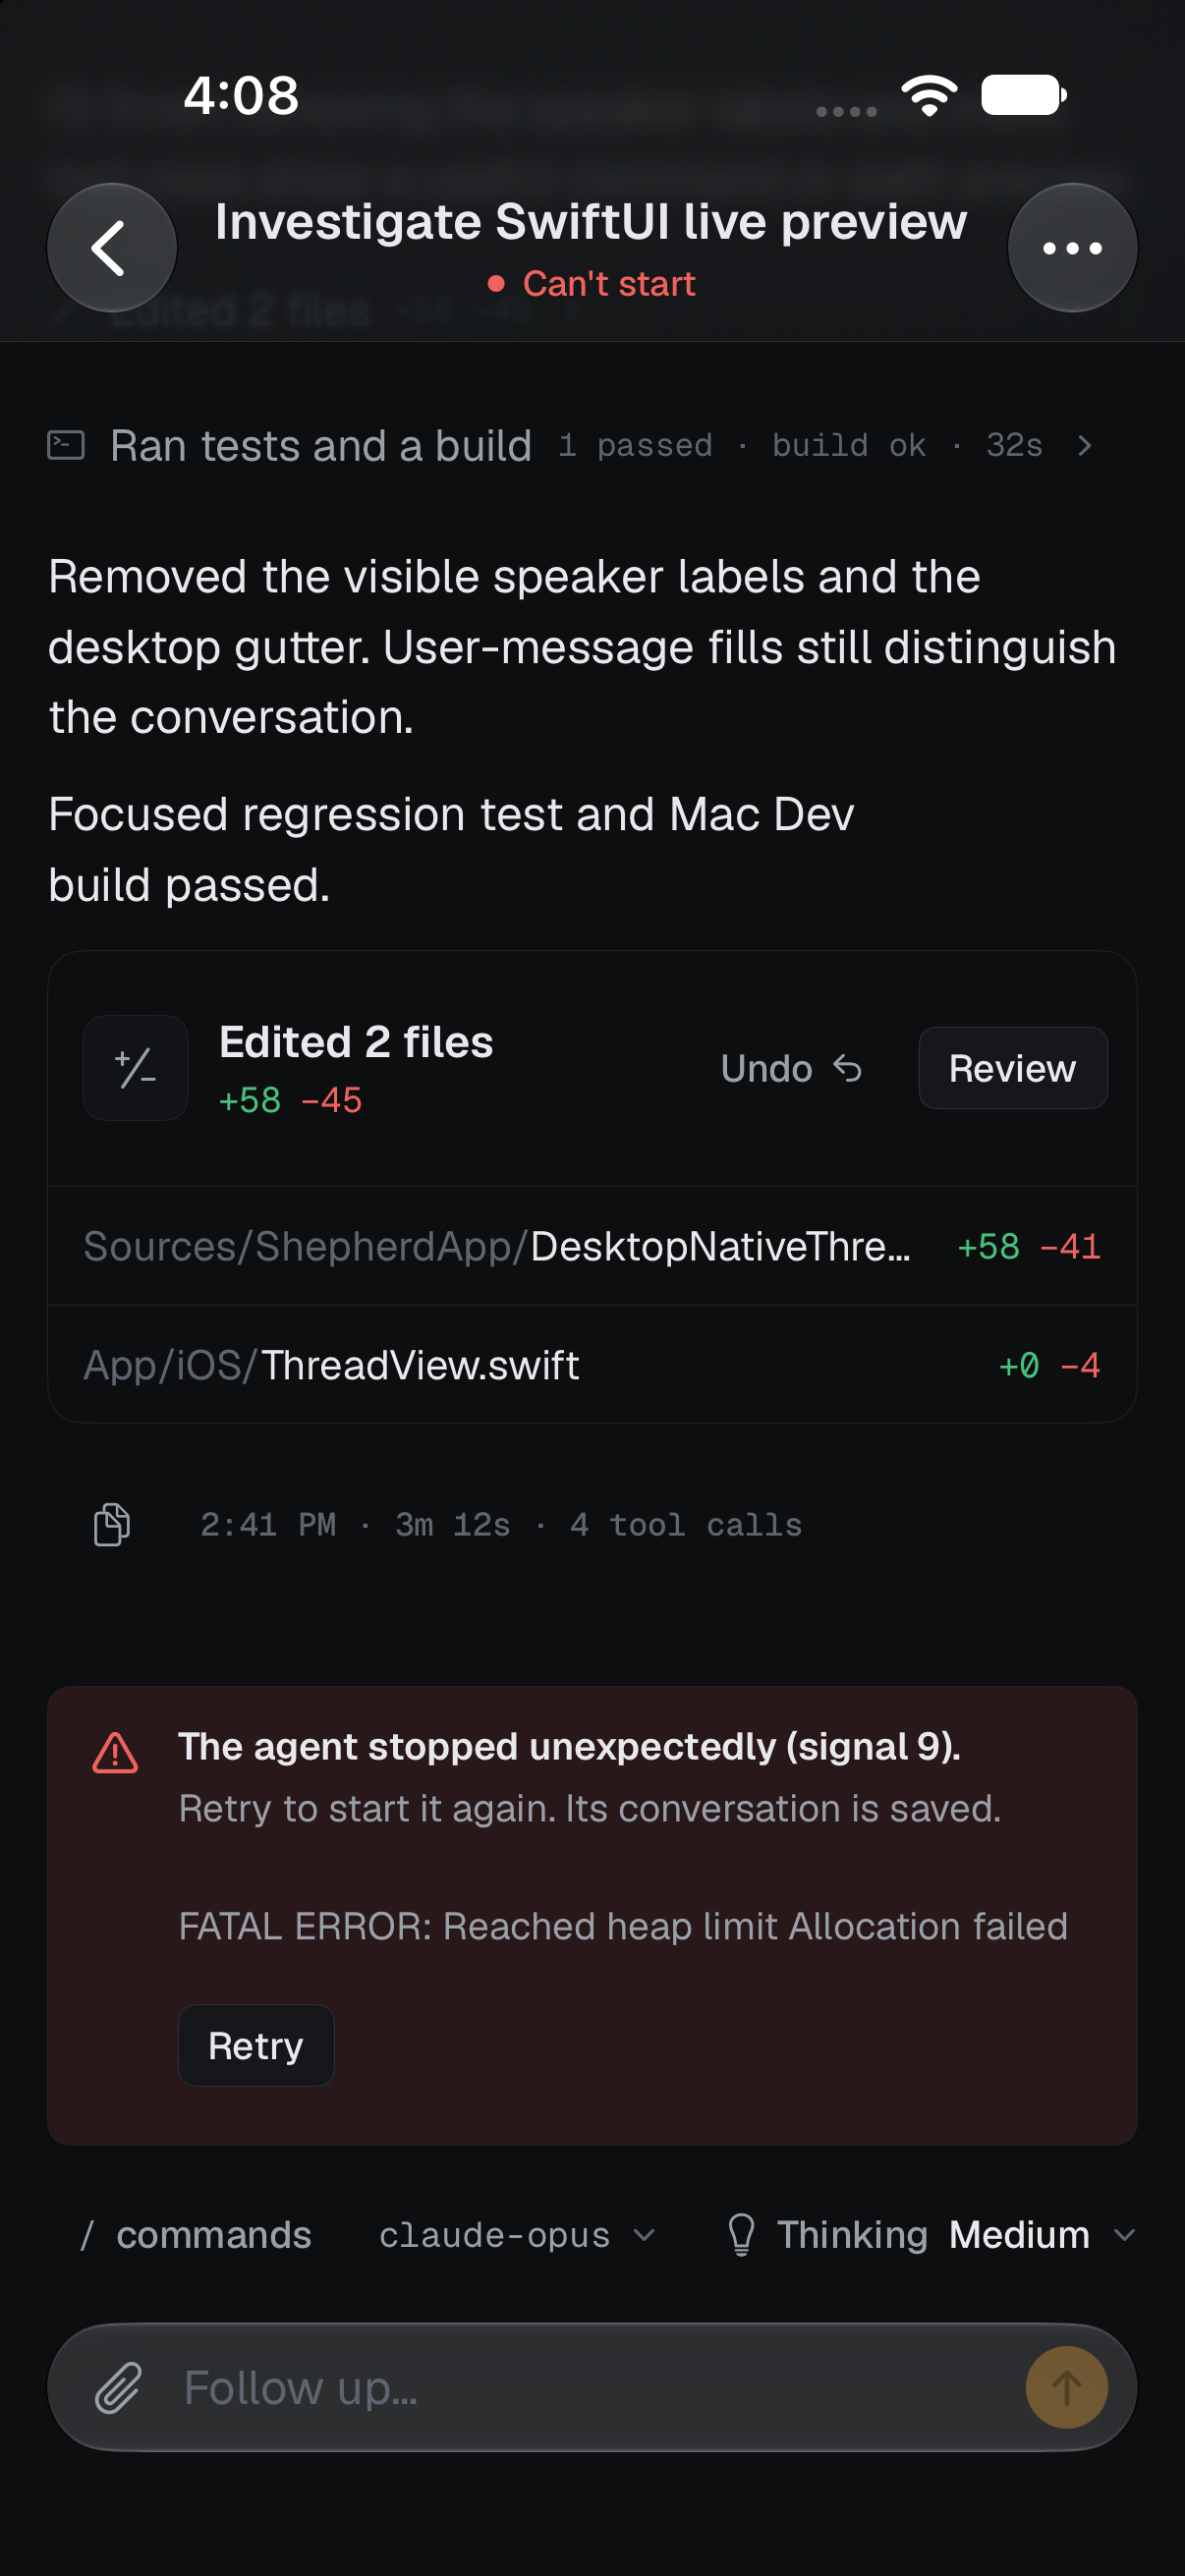 4:08
Investigate SwiftUI live preview
Can't start
Edited 2 files +58 −45
Ran tests and a build 1 passed · build ok · 32s
Removed the visible speaker labels and the
desktop gutter. User-message fills still distinguish
the conversation.
Focused regression test and Mac Dev
build passed.
Edited 2 files
+58 −45
Undo
Review
Sources/ShepherdApp/DesktopNativeThre... +58 −41
App/iOS/ThreadView.swift +0 −4
2:41 PM · 3m 12s · 4 tool calls
The agent stopped unexpectedly (signal 9).
Retry to start it again. Its conversation is saved.
FATAL ERROR: Reached heap limit Allocation failed
Retry
/ commands claude-opus Thinking Medium
Follow up...